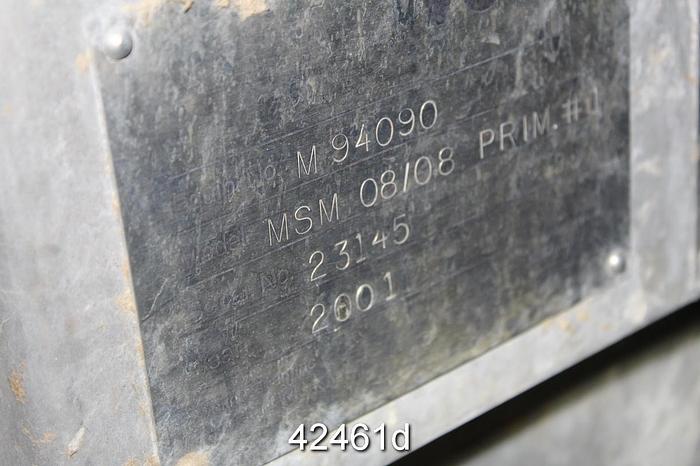 Equip. No. M 94090
Model MSM 08/08 PRIM. #1
Serial No. 23145
2001
42461d